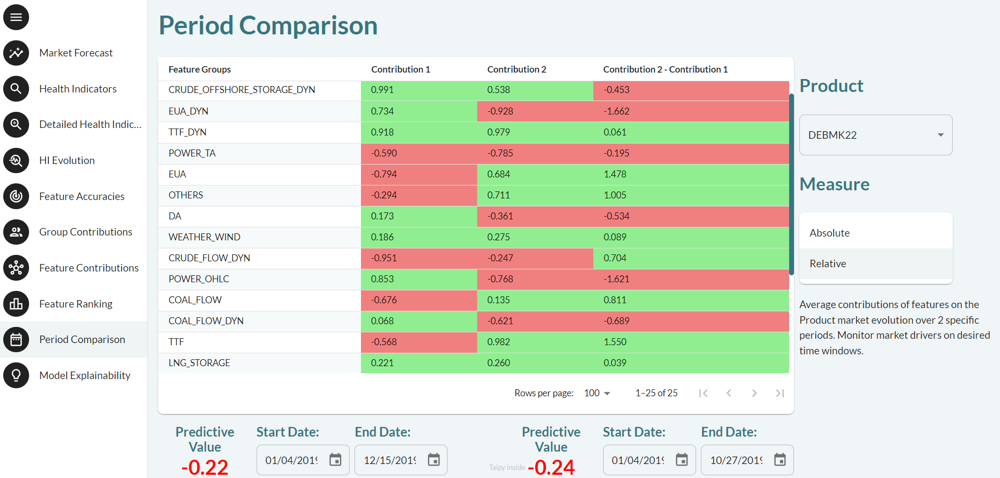 Period Comparison
Market Forecast
Health Indicators
Detailed Health Indic...
HI Evolution
Feature Accuracies
Group Contributions
Feature Contributions
Feature Ranking
Period Comparison
Model Explainability
Feature Groups Contribution 1 Contribution 2 Contribution 2 - Contribution 1
CRUDE_OFFSHORE_STORAGE_DYN 0.991 0.538 -0.453
EUA_DYN 0.734 -0.928 -1.662
TTF_DYN 0.918 0.979 0.061
POWER_TA -0.590 -0.785 -0.195
EUA -0.794 0.684 1.478
OTHERS -0.294 0.711 1.005
DA 0.173 -0.361 -0.534
WEATHER_WIND 0.186 0.275 0.089
CRUDE_FLOW_DYN -0.951 -0.247 0.704
POWER_OHLC 0.853 -0.768 -1.621
COAL_FLOW -0.676 0.135 0.811
COAL_FLOW_DYN 0.068 -0.621 -0.689
TTF -0.568 0.982 1.550
LNG_STORAGE 0.221 0.260 0.039
Rows per page: 100 1–25 of 25
Product
DEBMK22
Measure
Absolute
Relative
Average contributions of features on the
Product market evolution over 2 specific
periods. Monitor market drivers on desired
time windows.
Predictive
Value
-0.22
Start Date:
01/04/2019
End Date:
12/15/2019
Taipy inside
Predictive
Value
-0.24
Start Date:
01/04/2019
End Date:
10/27/2019